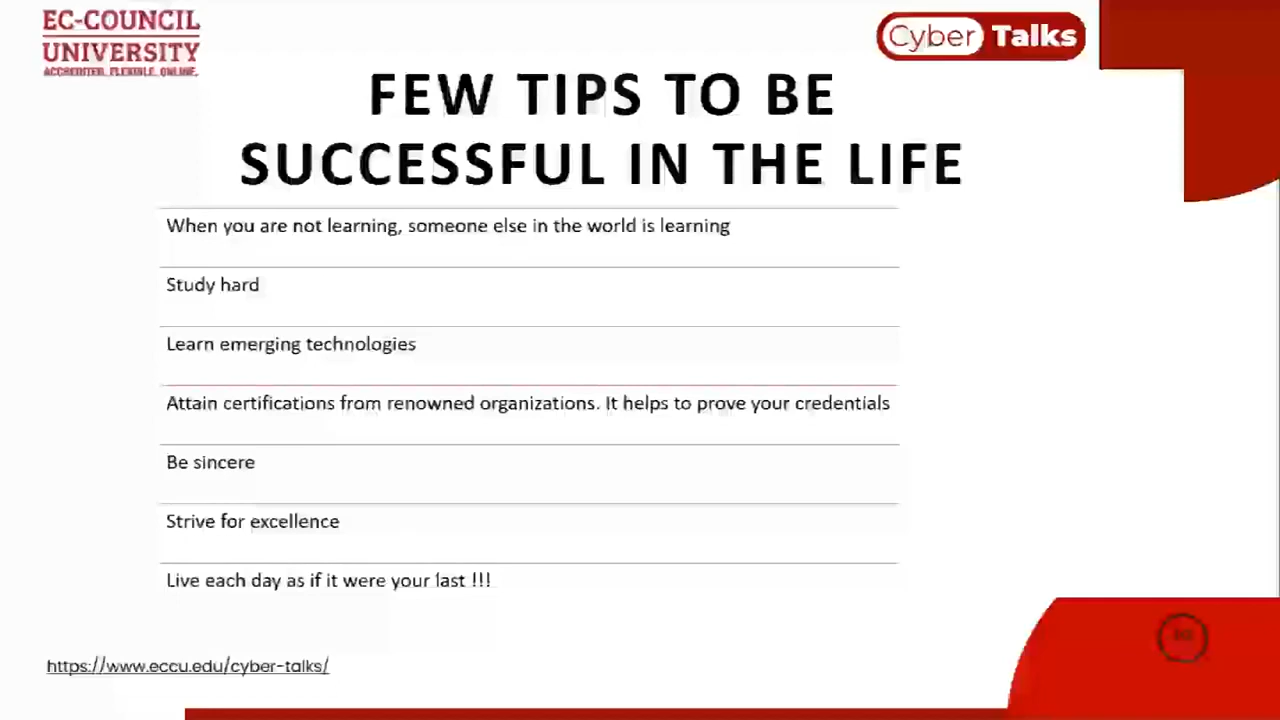 EC-COUNCIL
UNIVERSITY
ACCREDITED. FLEXIBLE. ONLINE.
Cyber Talks
FEW TIPS TO BE
SUCCESSFUL IN THE LIFE
When you are not learning, someone else in the world is learning
Study hard
Learn emerging technologies
Attain certifications from renowned organizations. It helps to prove your credentials
Be sincere
Strive for excellence
Live each day as if it were your last !!!
https://www.eccu.edu/cyber-talks/